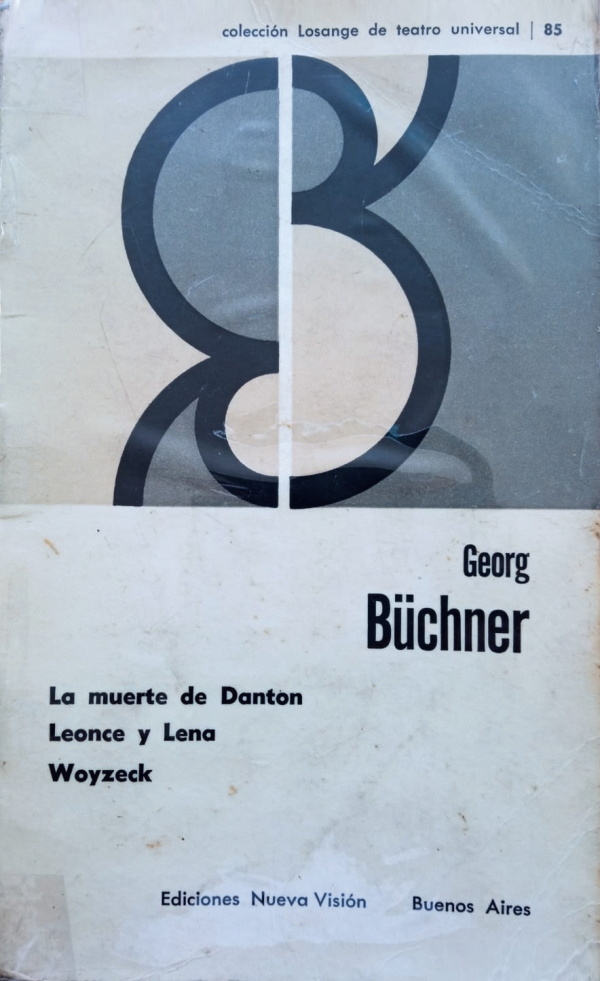 colección Losange de teatro universal | 85
Georg
Büchner
La muerte de Danton
Leonce y Lena
Woyzeck
Ediciones Nueva Visión Buenos Aires